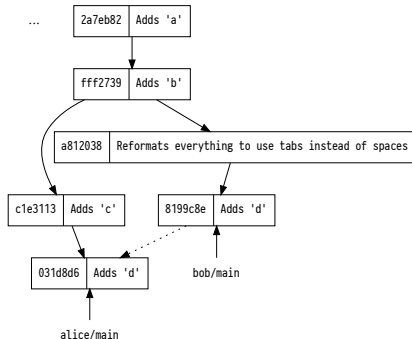 ...
2a7eb82 Adds 'a'
fff2739 Adds 'b'
a812038 Reformats everything to use tabs instead of spaces
c1e3113 Adds 'c'
8199c8e Adds 'd'
031d8d6 Adds 'd'
bob/main
alice/main